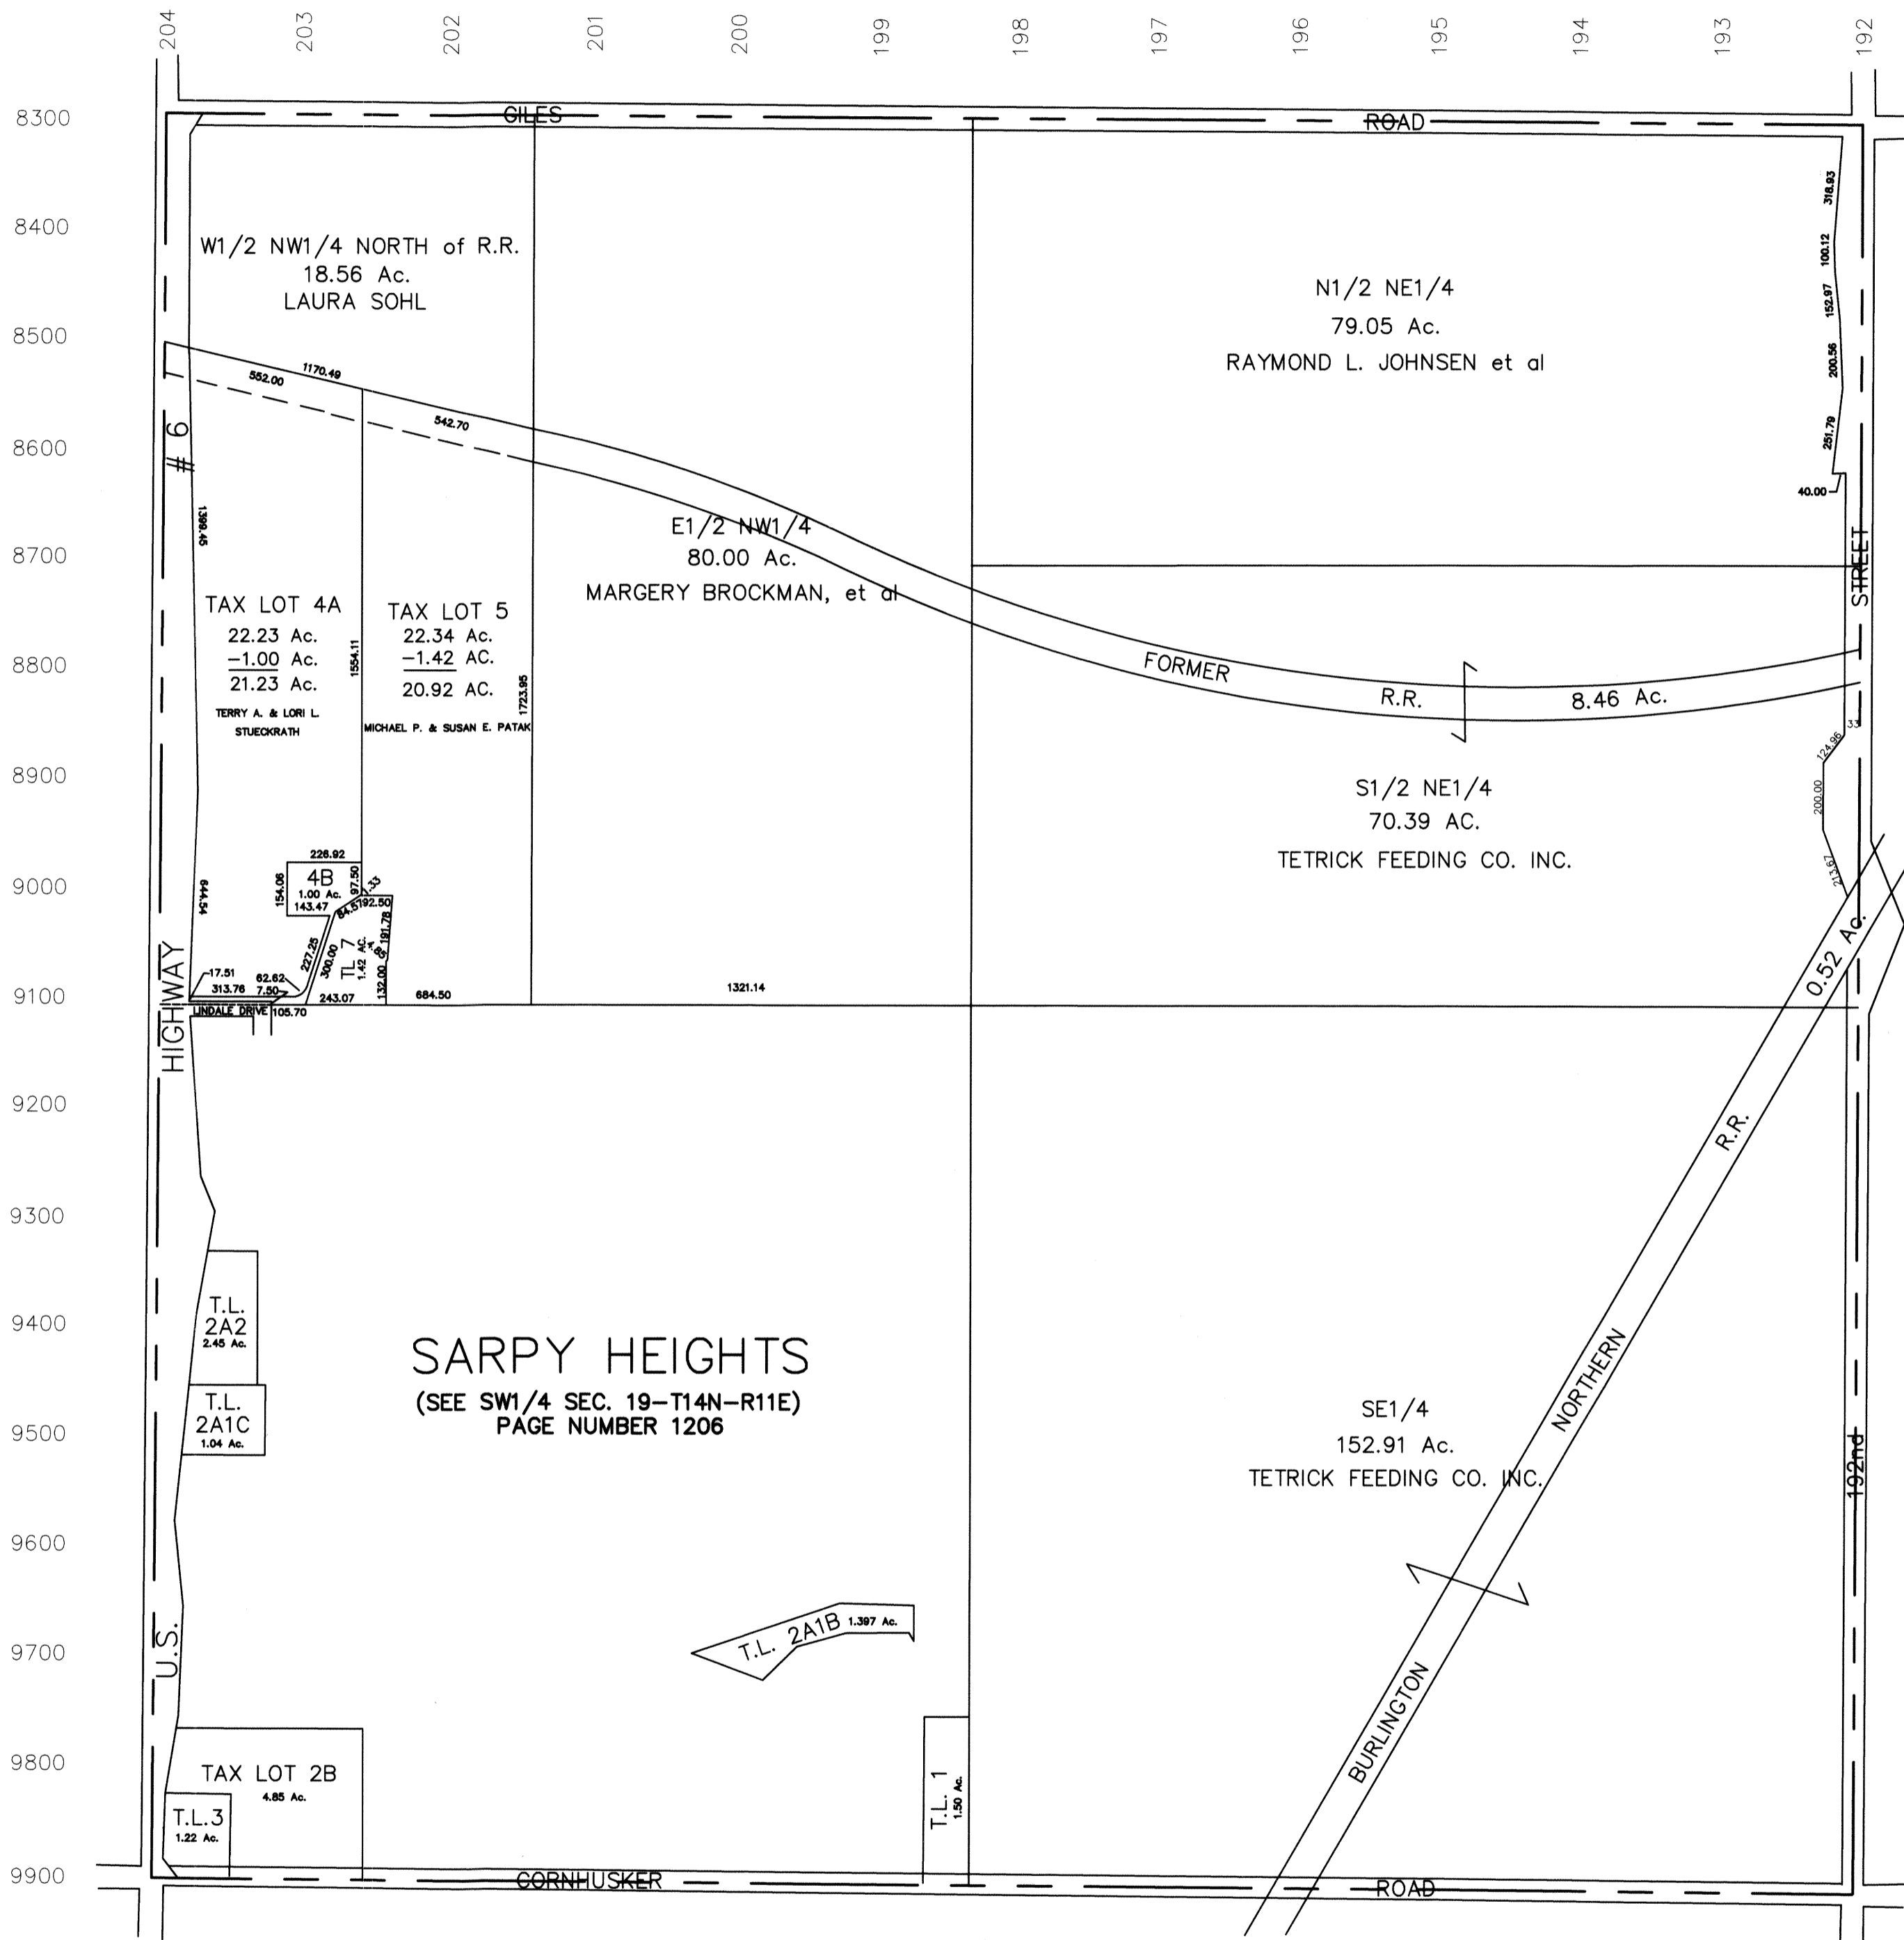 204 203 202 201 200 199 198 197 196 195 194 193 192
8300
8400
8500
8600
8700
8800
8900
9000
9100
9200
9300
9400
9500
9600
9700
9800
9900
GILES ROAD
W1/2 NW1/4 NORTH of R.R.
18.56 Ac.
LAURA SOHL
N1/2 NE1/4
79.05 Ac.
RAYMOND L. JOHNSEN et al
318.93
100.12
152.97
200.56
251.79
40.00
1170.49
552.00
542.70
# 6
1399.45
E1/2 NW1/4
80.00 Ac.
MARGERY BROCKMAN, et al
TAX LOT 4A
22.23 Ac.
-1.00 Ac.
21.23 Ac.
TERRY A. & LORI L.
STUECKRATH
1554.11
TAX LOT 5
22.34 Ac.
-1.42 AC.
20.92 AC.
MICHAEL P. & SUSAN E. PATAK
1723.95
STREET
FORMER R.R. 8.46 Ac.
33
124.96
200.00
213.67
S1/2 NE1/4
70.39 AC.
TETRICK FEEDING CO. INC.
226.92
4B
1.00 Ac.
154.06
143.47
97.50
.33
84.57
192.50
191.78
644.54
227.25
300.00
TL 7
1.42 AC.
132.00
17.51
62.62
313.76
7.50
243.07
684.50
1321.14
LINDALE DRIVE
105.70
HIGHWAY
0.52 Ac.
R.R.
T.L.
2A2
2.45 Ac.
T.L.
2A1C
1.04 Ac.
SARPY HEIGHTS
(SEE SW1/4 SEC. 19-T14N-R11E)
PAGE NUMBER 1206
NORTHERN
SE1/4
152.91 Ac.
TETRICK FEEDING CO. INC.
192nd
U.S.
T.L. 2A1B 1.397 Ac.
BURLINGTON
TAX LOT 2B
4.85 Ac.
T.L.3
1.22 Ac.
T.L. 1
1.50 Ac.
CORNHUSKER ROAD